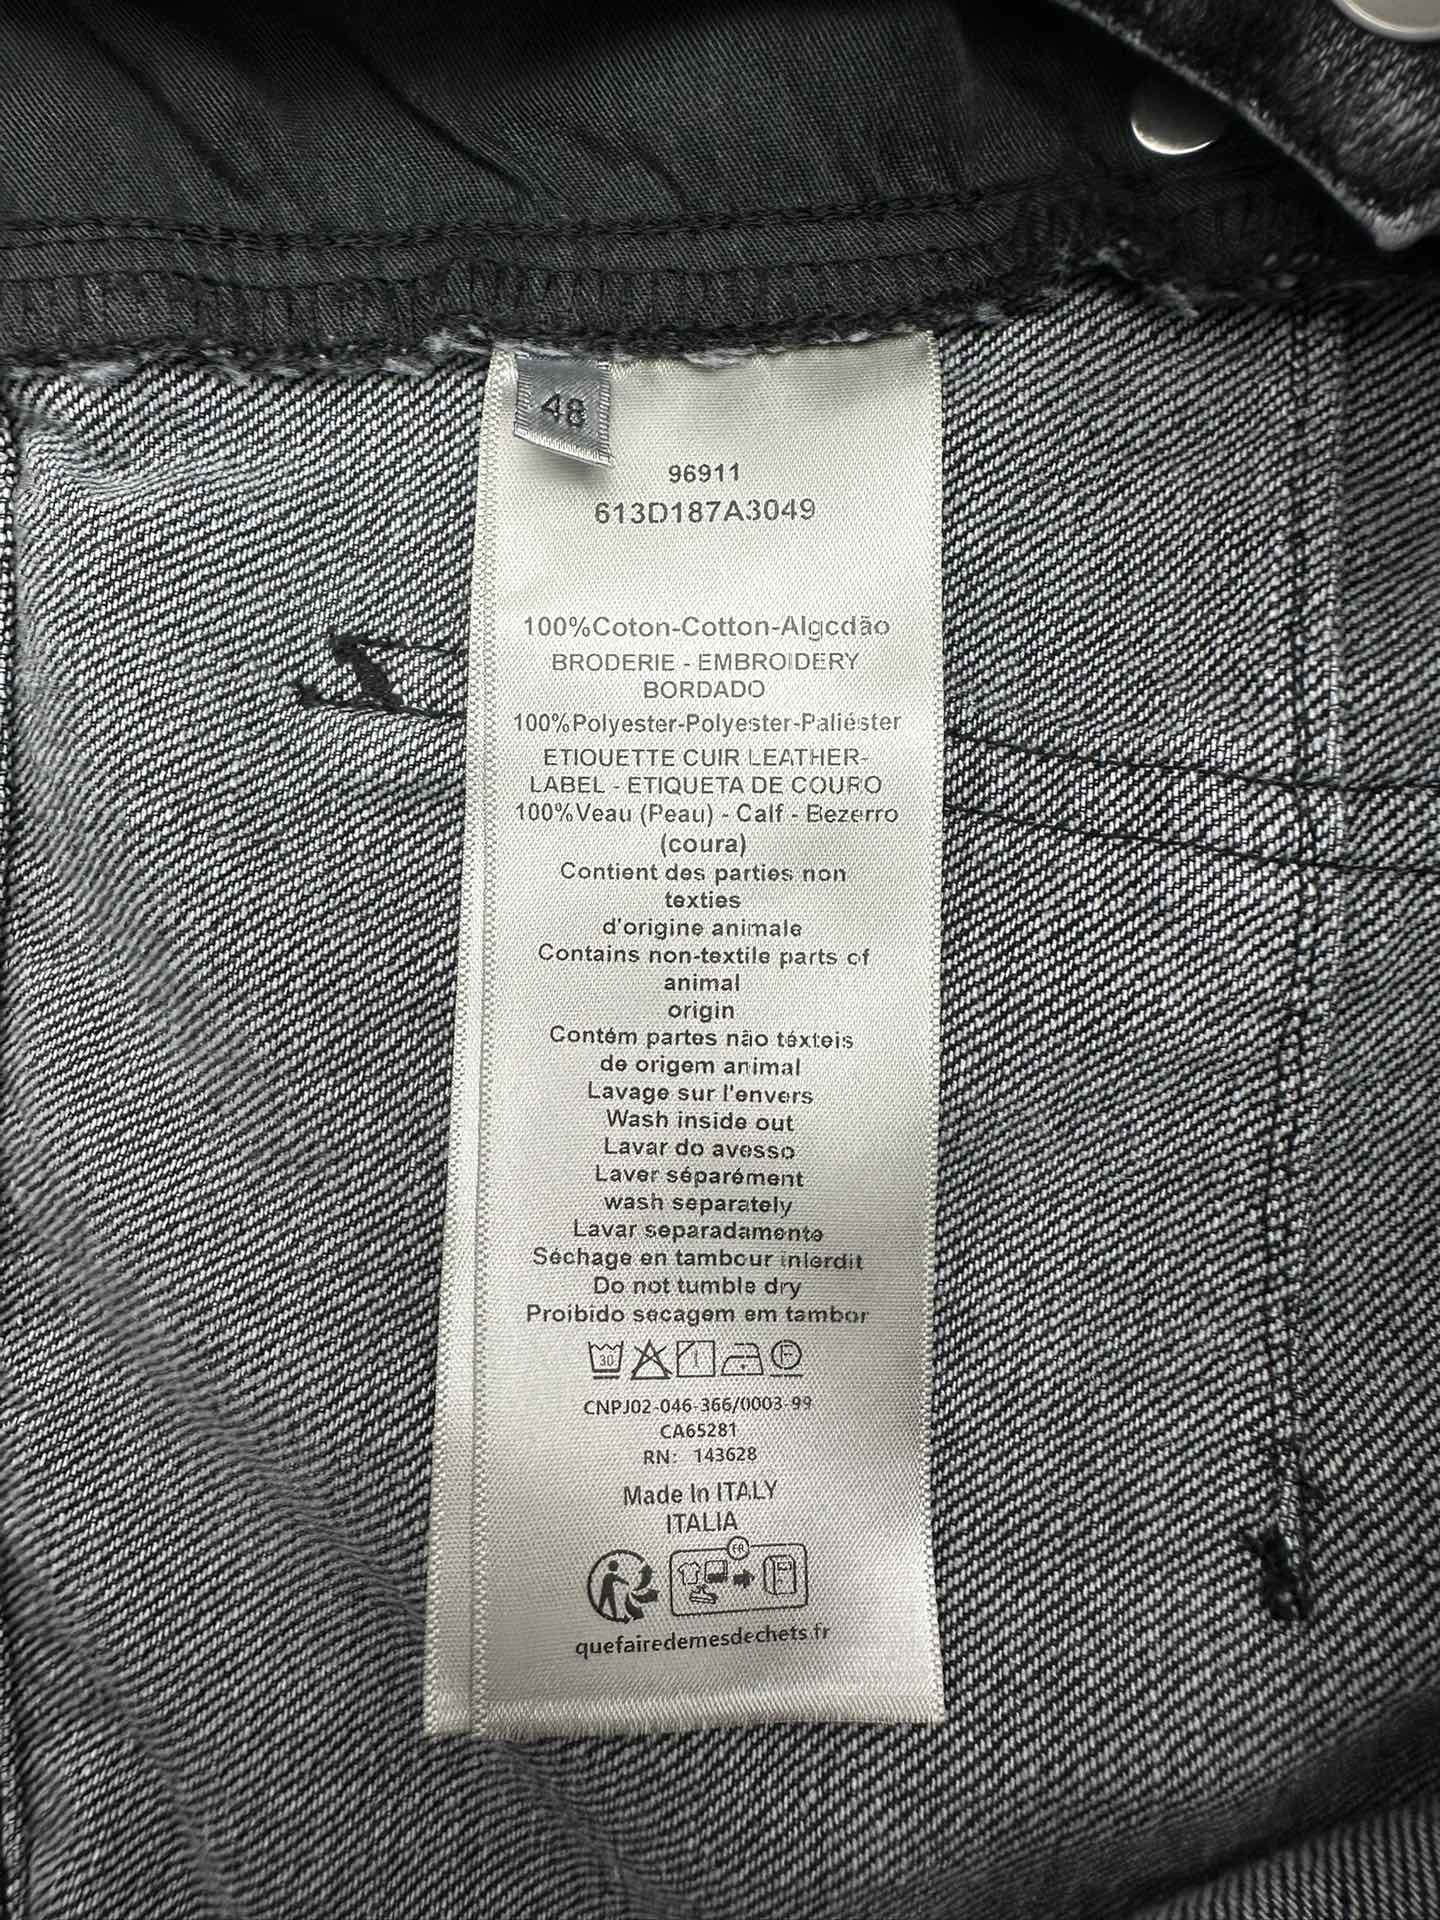 48
96911
613D187A3049
100%Coton-Cotton-Algcdão
BRODERIE - EMBROIDERY
BORDADO
100%Polyester-Polyester-Paliéster
ETIQUETTE CUIR LEATHER-
LABEL - ETIQUETA DE COURO
100%Veau (Peau) - Calf - Bezerro
(coura)
Contient des parties non
texties
d'origine animale
Contains non-textile parts of
animal
origin
Contém partes não téxteis
de origem animal
Lavage sur l'envers
Wash inside out
Lavar do avesso
Laver séparément
wash separately
Lavar separadamente
Séchage en tambour interdit
Do not tumble dry
Proibido secagem em tambor
30
F
CNPJ02-046-366/0003-99
CA65281
RN: 143628
Made In ITALY
ITALIA
FR
quefairedemesdechets.fr